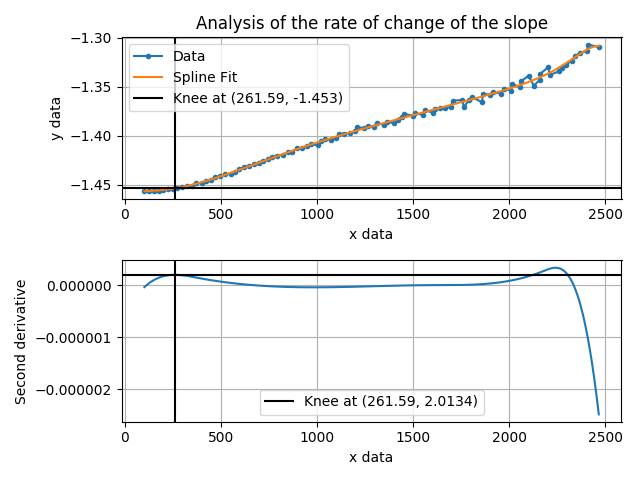 Analysis of the rate of change of the slope
−1.30
−1.35
−1.40
−1.45
y data
Data
Spline Fit
Knee at (261.59, -1.453)
0 500 1000 1500 2000 2500
x data
0.000000
−0.000001
−0.000002
Second derivative
Knee at (261.59, 2.0134)
0 500 1000 1500 2000 2500
x data